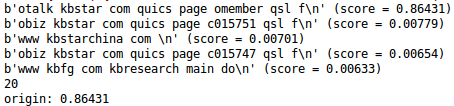 b'otalk kbstar com quics page omember qsl f\n' (score = 0.86431)
b'obiz kbstar com quics page c015751 qsl f\n' (score = 0.00779)
b'www kbstarchina com \n' (score = 0.00701)
b'obiz kbstar com quics page c015747 qsl f\n' (score = 0.00654)
b'www kbfg com kbresearch main do\n' (score = 0.00633)
20
origin: 0.86431